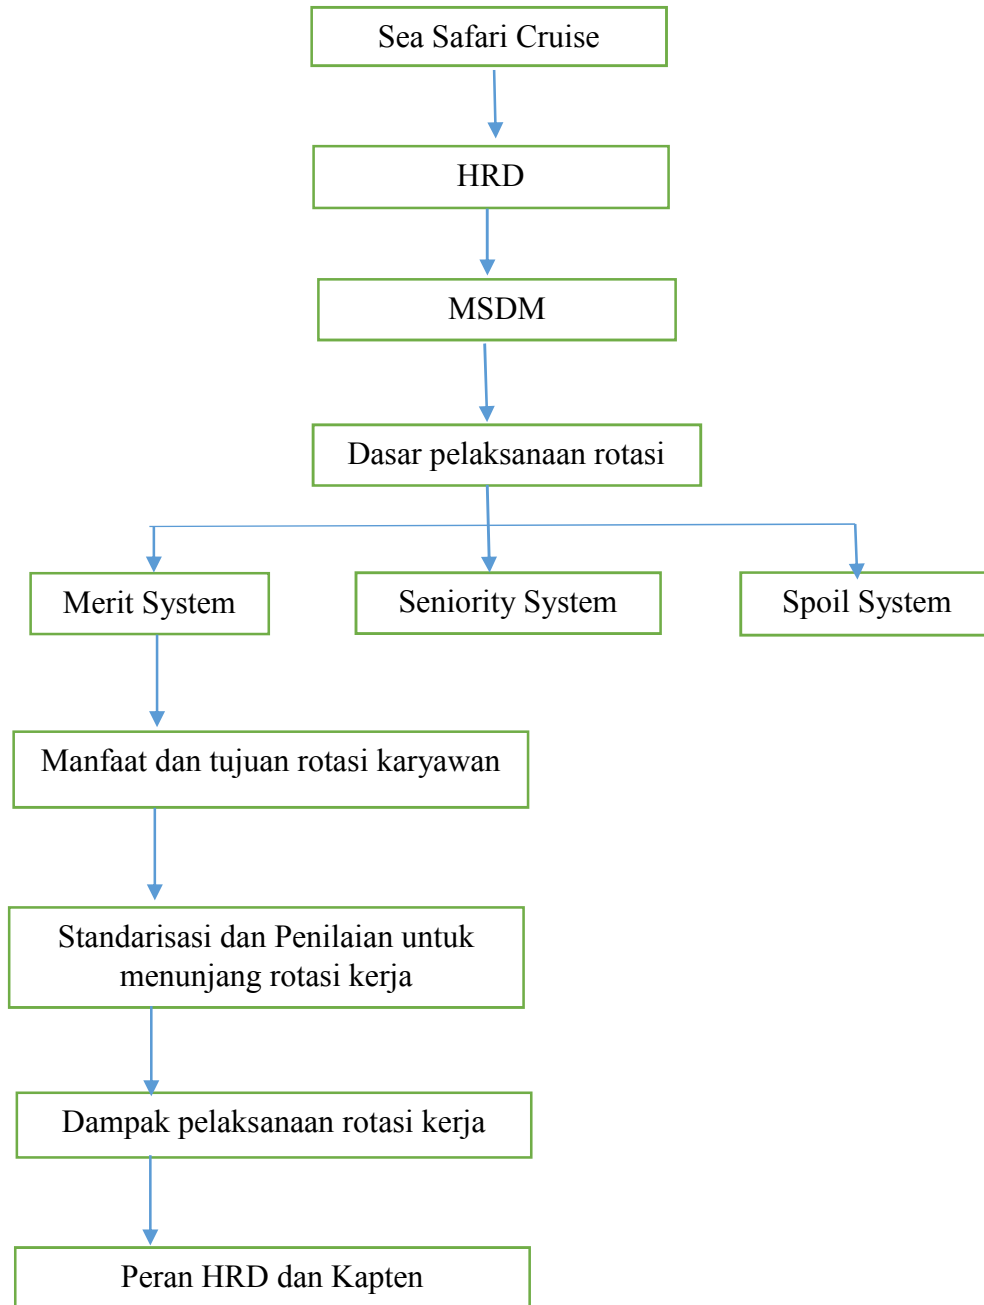 Sea Safari Cruise
HRD
MSDM
Dasar pelaksanaan rotasi
Merit System
Seniority System
Spoil System
Manfaat dan tujuan rotasi karyawan
Standarisasi dan Penilaian untuk
menunjang rotasi kerja
Dampak pelaksanaan rotasi kerja
Peran HRD dan Kapten